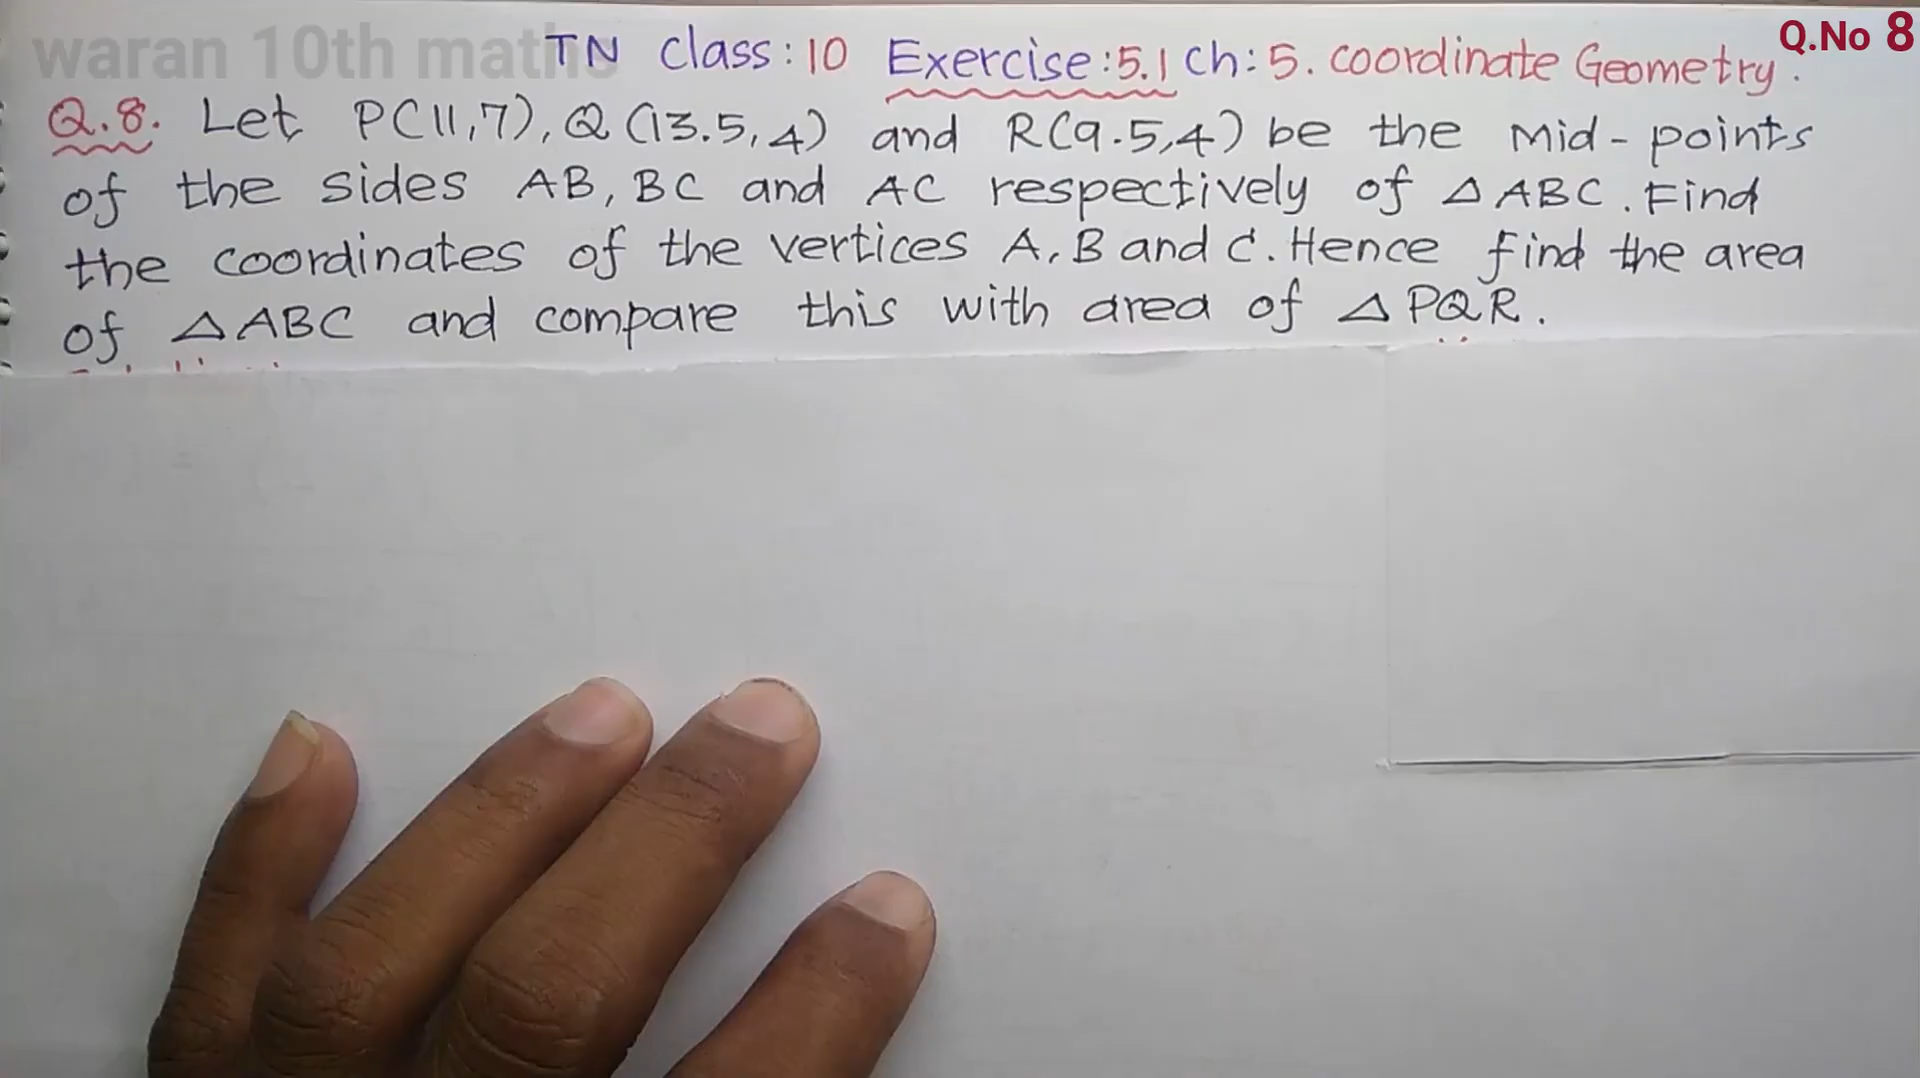 waran 10th maths
Q.No 8
TN Class:10 Exercise:5.1 Ch:5. Coordinate Geometry.
Q.8. Let P(11,7), Q(13.5,4) and R(9.5,4) be the Mid-points
of the sides AB, BC and AC respectively of △ABC. Find
the coordinates of the vertices A, B and C. Hence find the area
of △ABC and compare this with area of △PQR.